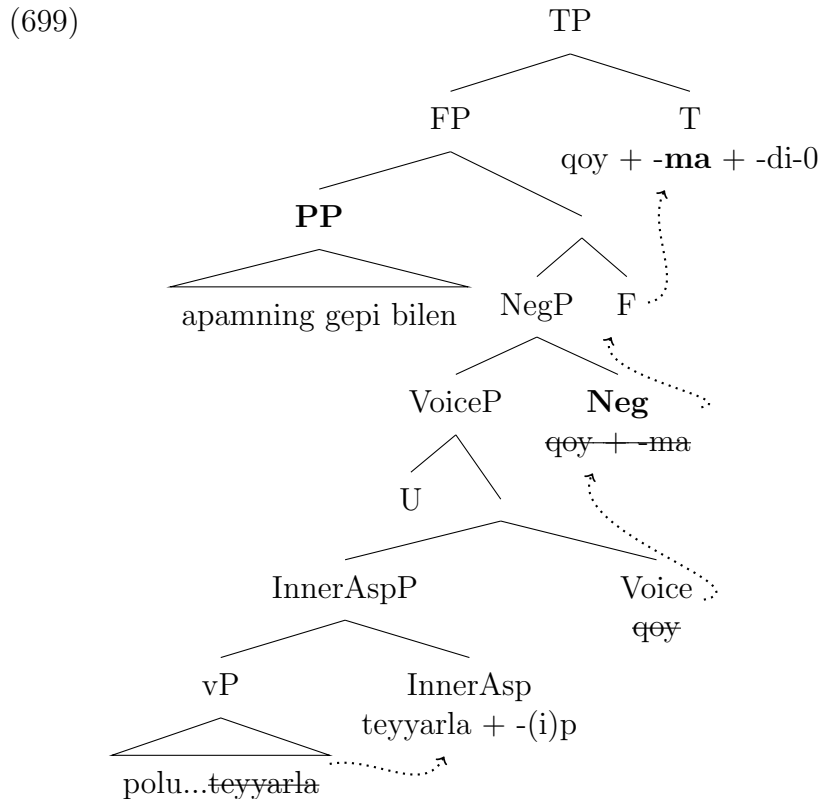 (699)
TP
FP T
qoy + -ma + -di-0
PP
apamning gepi bilen NegP F
VoiceP Neg
qoy + -ma
U
InnerAspP Voice
qoy
vP InnerAsp
teyyarla + -(i)p
polu...teyyarla